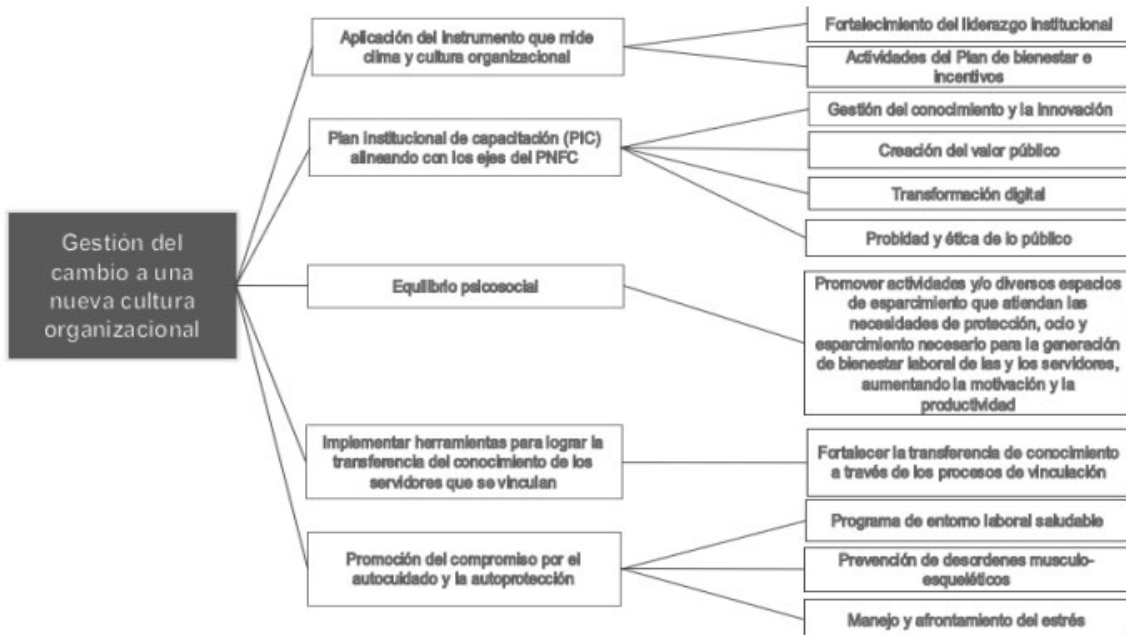 Gestión del
cambio a una
nueva cultura
organizacional
Aplicación del instrumento que mide
clima y cultura organizacional
Fortalecimiento del liderazgo institucional
Actividades del Plan de bienestar e
incentivos
Plan institucional de capacitación (PIC)
alineando con los ejes del PNFC
Gestión del conocimiento y la Innovación
Creación del valor público
Transformación digital
Probidad y ética de lo público
Equilibrio psicosocial
Promover actividades y/o diversos espacios
de esparcimiento que atiendan las
necesidades de protección, ocio y
esparcimiento necesario para la generación
de bienestar laboral de las y los servidores,
aumentando la motivación y la
productividad
Implementar herramientas para lograr la
transferencia del conocimiento de los
servidores que se vinculan
Fortalecer la transferencia de conocimiento
a través de los procesos de vinculación
Promoción del compromiso por el
autocuidado y la autoprotección
Programa de entorno laboral saludable
Prevención de desordenes musculo-
esqueléticos
Manejo y afrontamiento del estrés